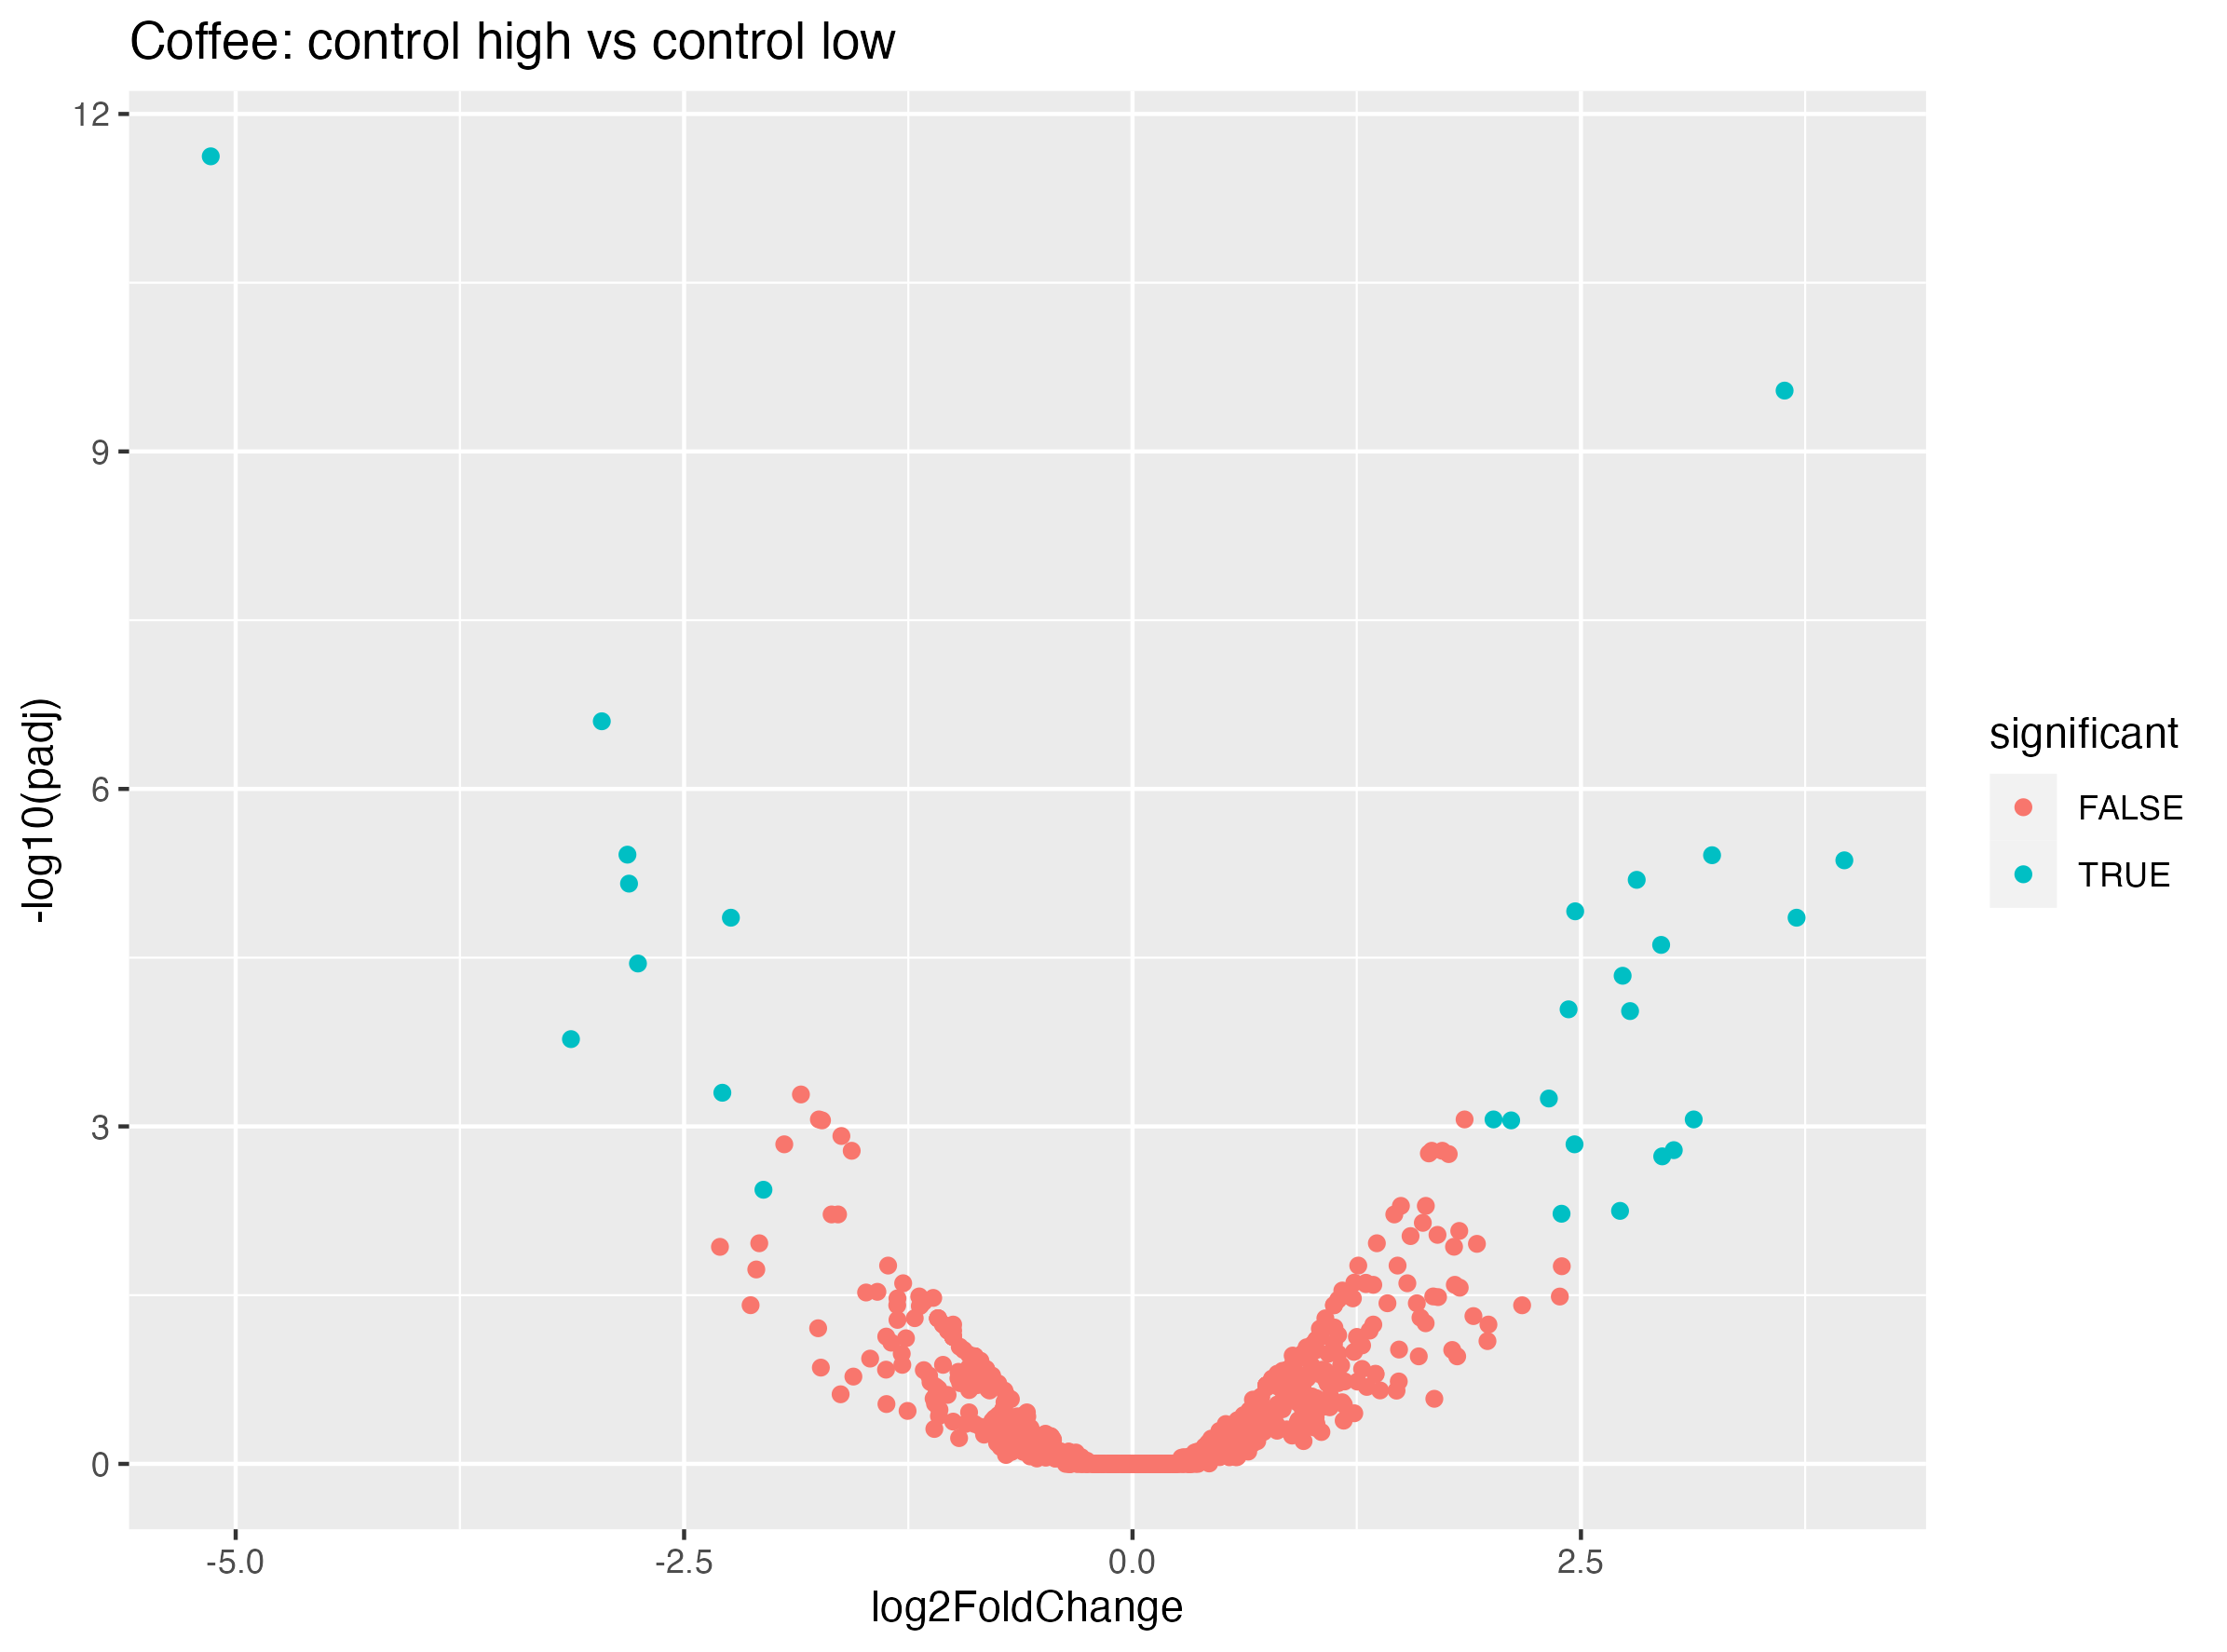 Coffee: control high vs control low
12
9
6
3
0
-log10(padj)
-5.0
-2.5
0.0
2.5
log2FoldChange
significant
FALSE
TRUE